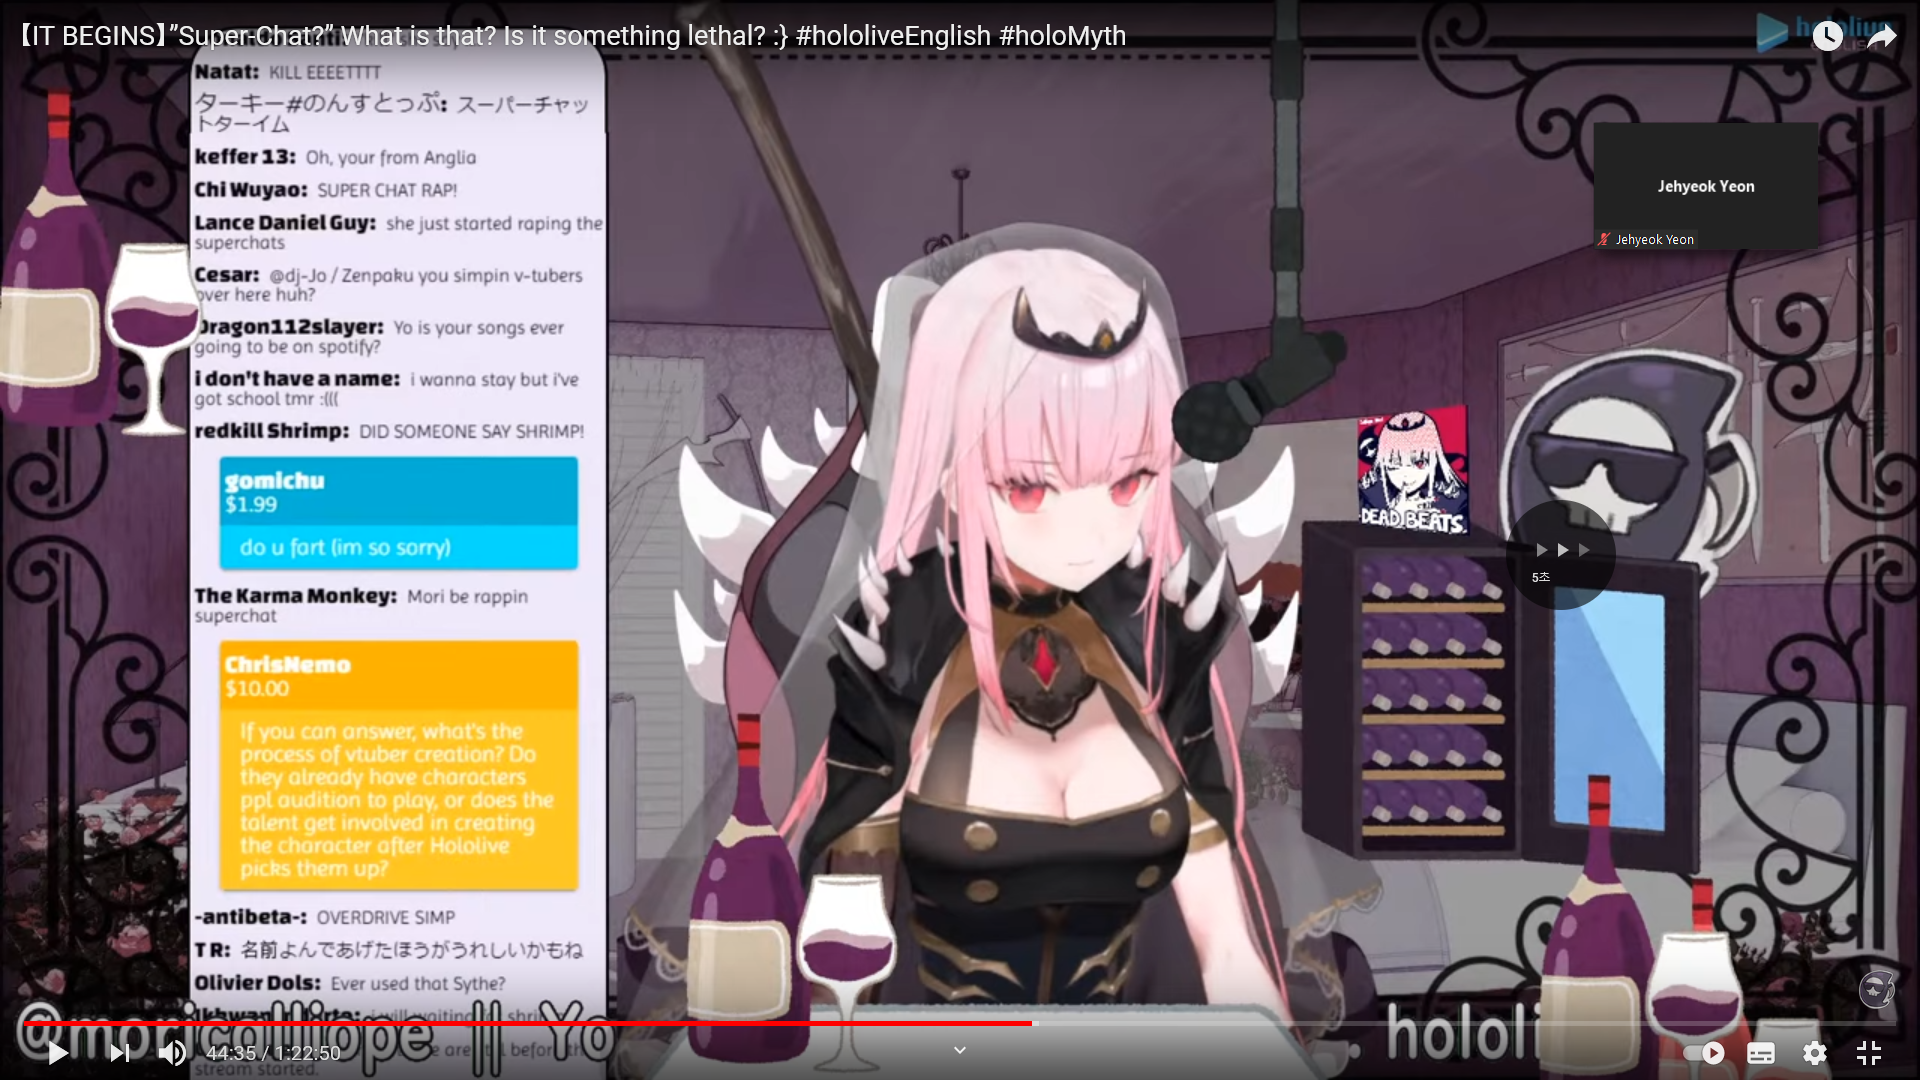 【IT BEGINS】”Super-Chat?” What is that? Is it something lethal? :} #hololiveEnglish #holoMyth
Natat: KILL EEEETTTT
ターキー#のんすとっぷ: スーパーチャッ
トターイム
keffer 13: Oh, your from Anglia
Chi Wuyao: SUPER CHAT RAP!
Lance Daniel Guy: she just started raping the
superchats
Cesar: @dj-Jo / Zenpaku you simpin v-tubers
over here huh?
Dragon112slayer: Yo is your songs ever
going to be on spotify?
i don't have a name: i wanna stay but i've
got school tmr :(((
redkill Shrimp: DID SOMEONE SAY SHRIMP!
gomichu
$1.99
do u fart (im so sorry)
The Karma Monkey: Mori be rappin
superchat
ChrisNemo
$10.00
If you can answer, what's the
process of vtuber creation? Do
they already have characters
ppl audition to play, or does the
talent get involved in creating
the character after Hololive
picks them up?
-antibeta-: OVERDRIVE SIMP
T R: 名前よんであげたほうがうれしいかもね
Olivier Dols: Ever used that Sythe?
stream started.
@moricalliope || Yo
hololi
44:35 / 1:22:50
Jehyeok Yeon
Jehyeok Yeon
DEAD BEATS
5초